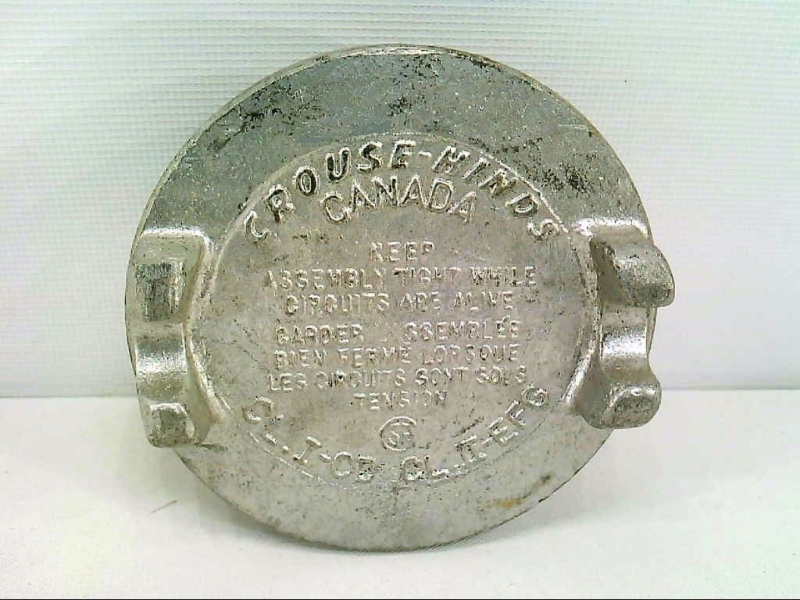 CROUSE-HINDS
CANADA
KEEP
ASSEMBLY TIGHT WHILE
CIRCUITS ARE ALIVE
GARDER L'SSEMBLÉE
BIEN FERMÉ LORSQUE
LES CIRCUITS SONT SOUS
TENSION
CL. I-CD CL. II-EFG